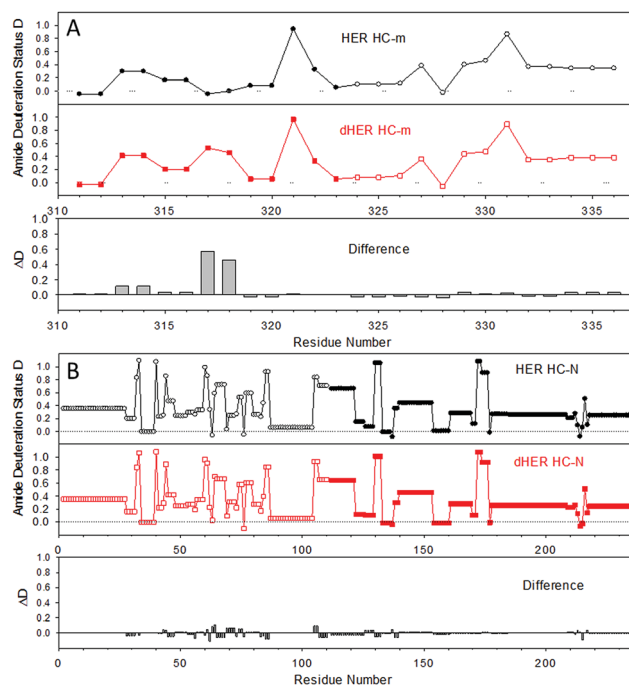 A
HER HC-m
Amide Deuteration Status D
1.0
0.8
0.6
0.4
0.2
0.0
dHER HC-m
1.0
0.8
0.6
0.4
0.2
0.0
310 315 320 325 330 335
Difference
ΔD
1.0
0.8
0.6
0.4
0.2
0.0
310 315 320 325 330 335
Residue Number
B
HER HC-N
Amide Deuteration Status D
1.0
0.8
0.6
0.4
0.2
0.0
dHER HC-N
1.0
0.8
0.6
0.4
0.2
0.0
50 100 150 200
Difference
ΔD
1.0
0.8
0.6
0.4
0.2
0.0
0 50 100 150 200
Residue Number